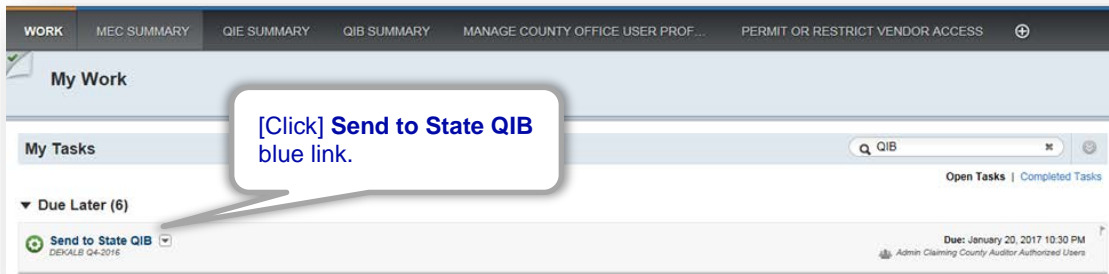 WORK MEC SUMMARY QIE SUMMARY QIB SUMMARY MANAGE COUNTY OFFICE USER PROF... PERMIT OR RESTRICT VENDOR ACCESS
My Work
[Click] Send to State QIB
blue link.
My Tasks QIB
Open Tasks | Completed Tasks
Due Later (6)
Send to State QIB Due: January 20, 2017 10:30 PM
DEKALB Q4-2016 Admin Claiming County Auditor Authorized Users